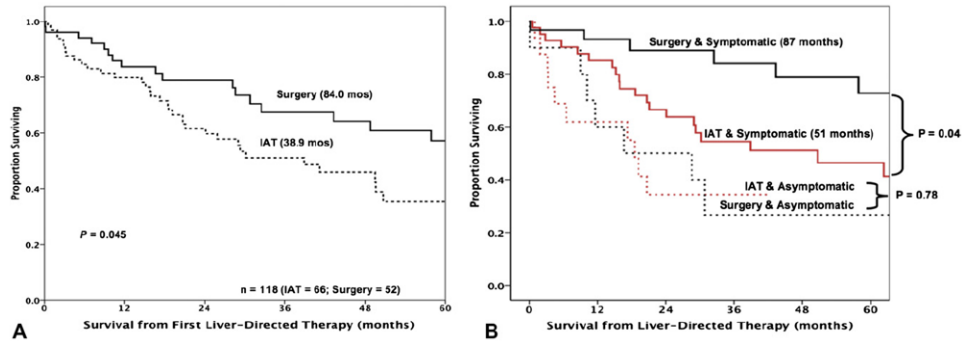 Proportion Surviving
1.0
0.8
0.6
0.4
0.2
0.0
Surgery (84.0 mos)
IAT (38.9 mos)
P = 0.045
n = 118 (IAT = 66; Surgery = 52)
0 12 24 36 48 60
Survival from First Liver-Directed Therapy (months)
A
Proportion Surviving
1.0
0.8
0.6
0.4
0.2
0.0
Surgery & Symptomatic (87 months)
IAT & Symptomatic (51 months)
P = 0.04
IAT & Asymptomatic
Surgery & Asymptomatic
P = 0.78
0 12 24 36 48 60
Survival from Liver-Directed Therapy (months)
B